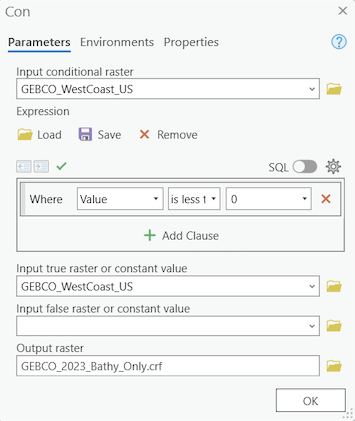 Con
Parameters Environments Properties
Input conditional raster
GEBCO_WestCoast_US
Expression
Load Save Remove
SQL
Where Value is less t 0
Add Clause
Input true raster or constant value
GEBCO_WestCoast_US
Input false raster or constant value
Output raster
GEBCO_2023_Bathy_Only.crf
OK